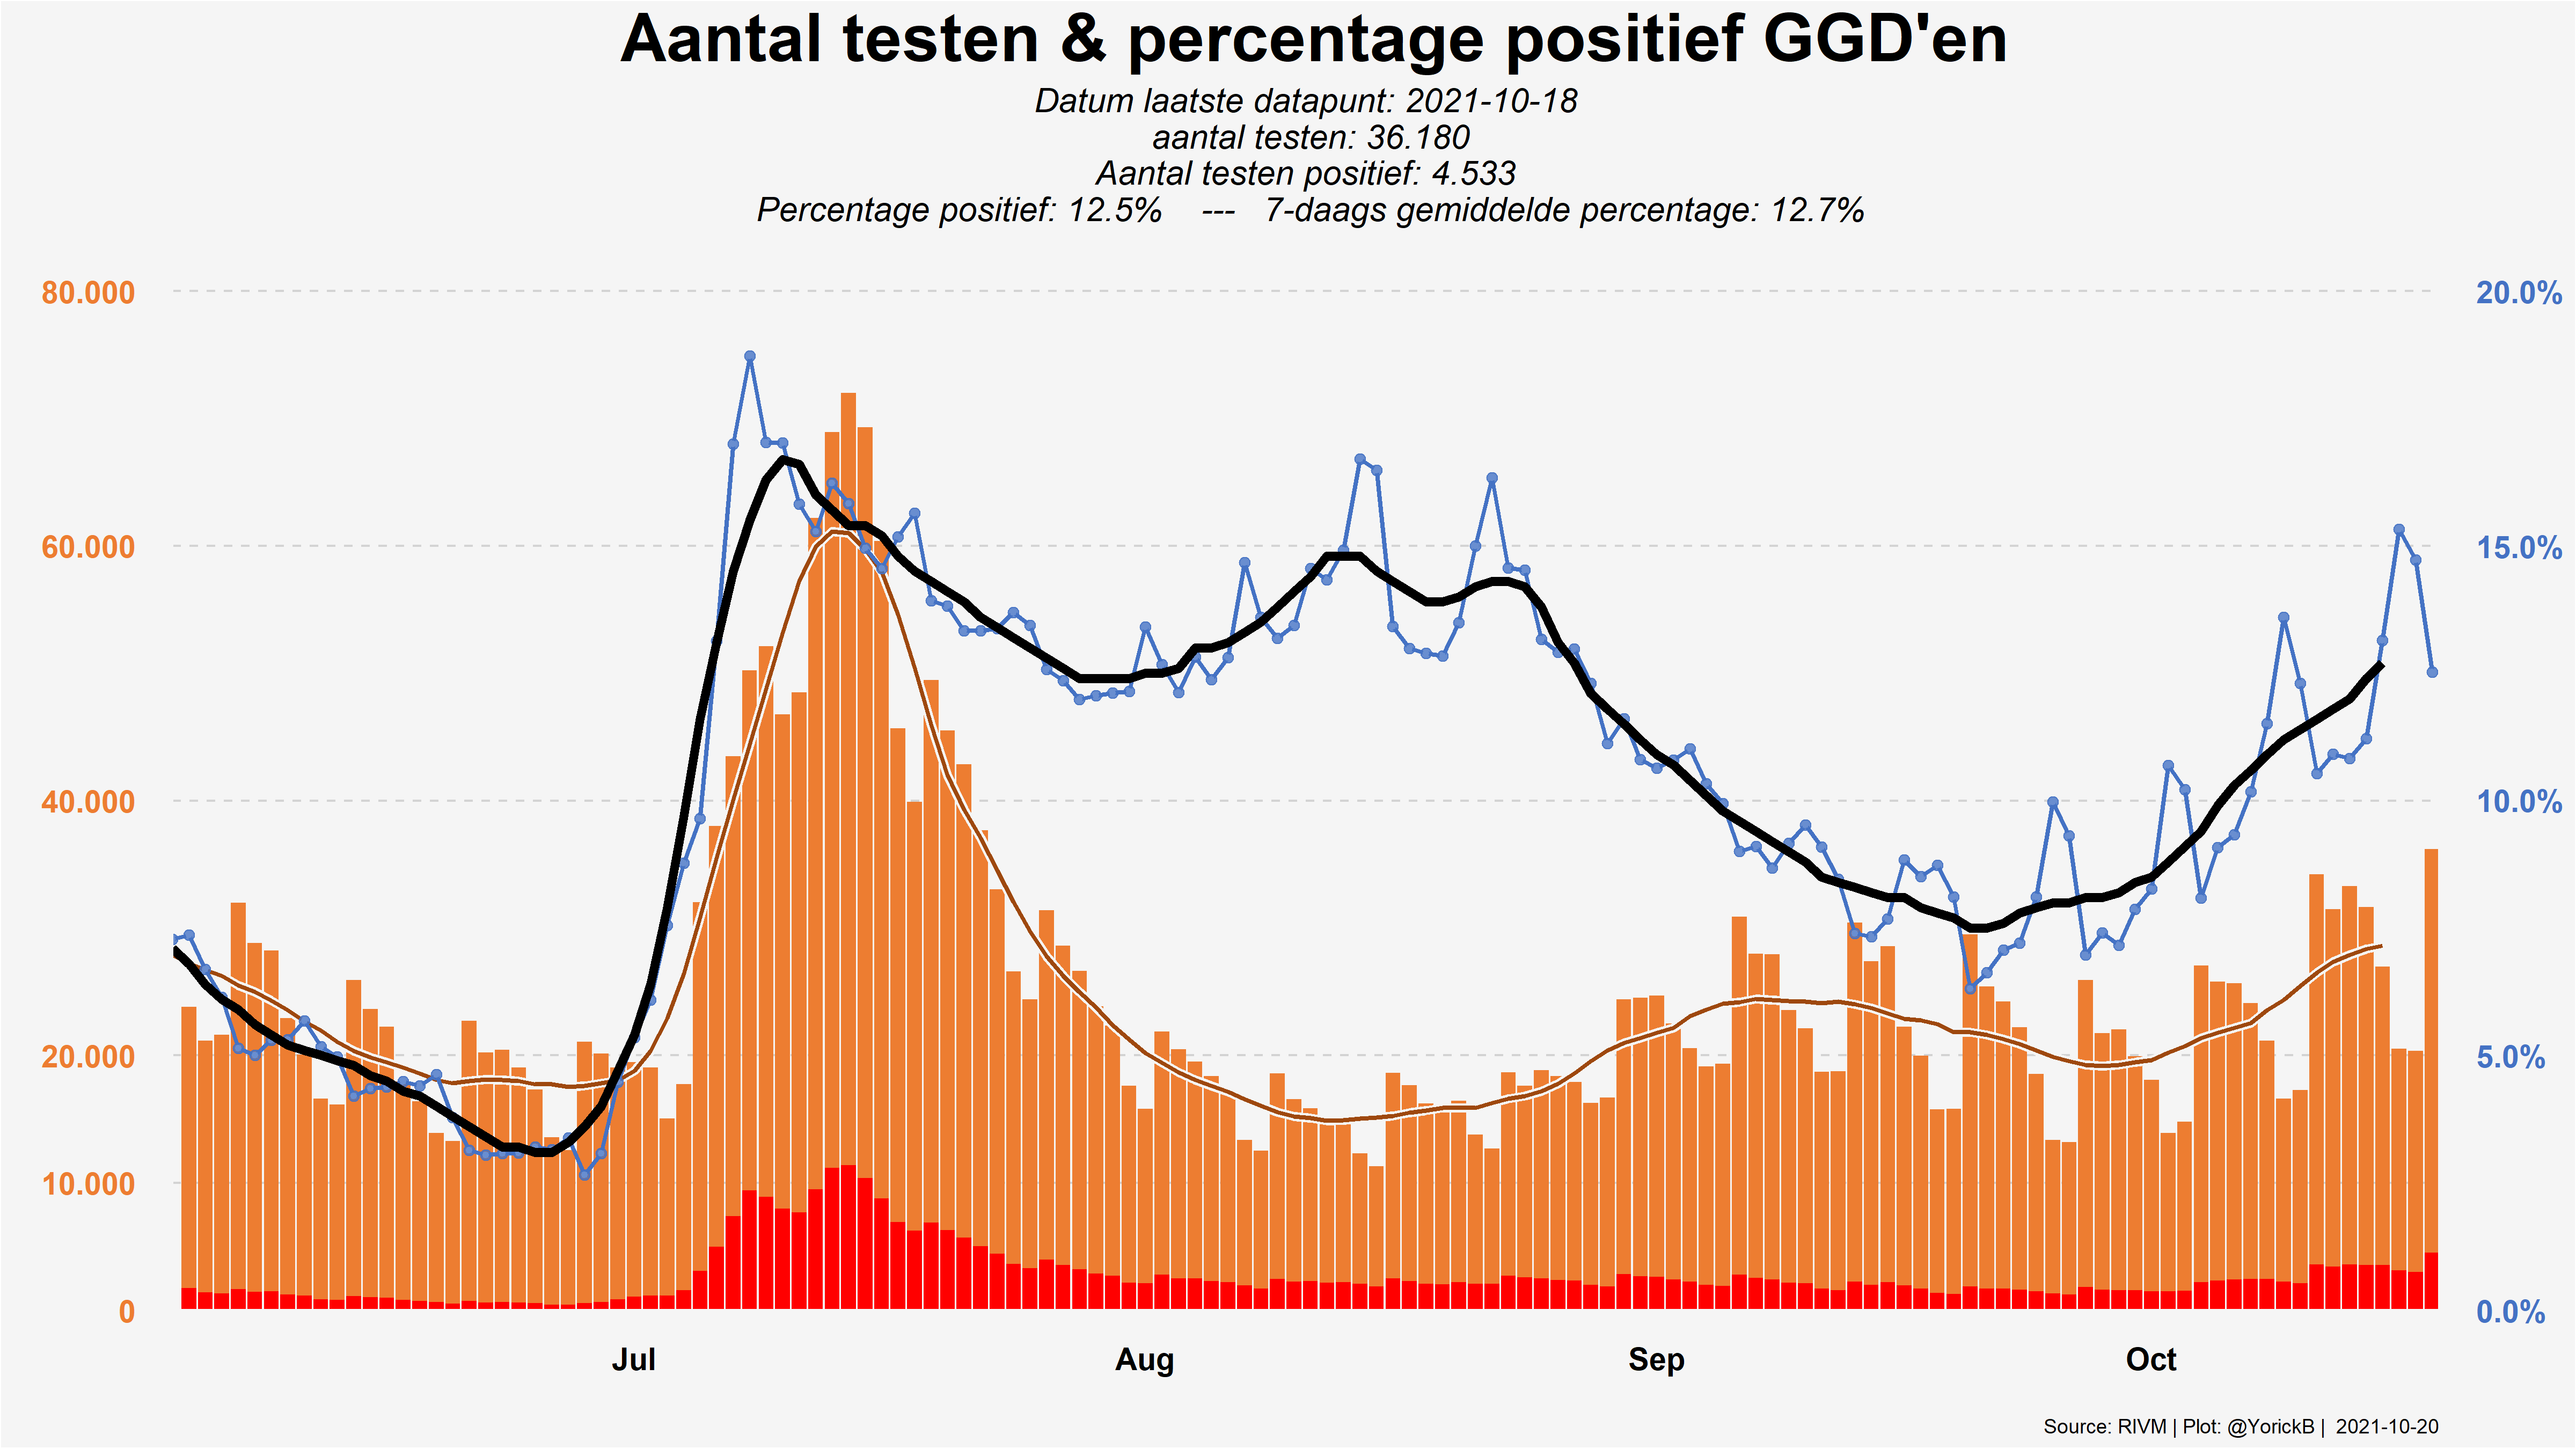 Aantal testen & percentage positief GGD'en
Datum laatste datapunt: 2021-10-18
aantal testen: 36.180
Aantal testen positief: 4.533
Percentage positief: 12.5% --- 7-daags gemiddelde percentage: 12.7%
80.000 20.0%
60.000 15.0%
40.000 10.0%
20.000 5.0%
10.000
0 0.0%
Jul Aug Sep Oct
Source: RIVM | Plot: @YorickB | 2021-10-20